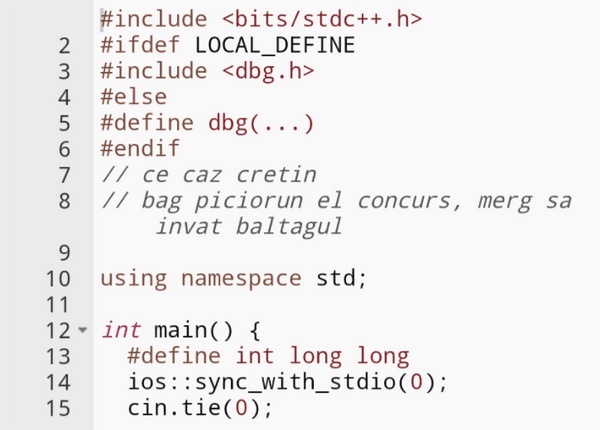 #include <bits/stdc++.h>
2 #ifdef LOCAL_DEFINE
3 #include <dbg.h>
4 #else
5 #define dbg(...)
6 #endif
7 // ce caz cretin
8 // bag piciorun el concurs, merg sa
invat baltagul
9
10 using namespace std;
11
12 int main() {
13 #define int long long
14 ios::sync_with_stdio(0);
15 cin.tie(0);